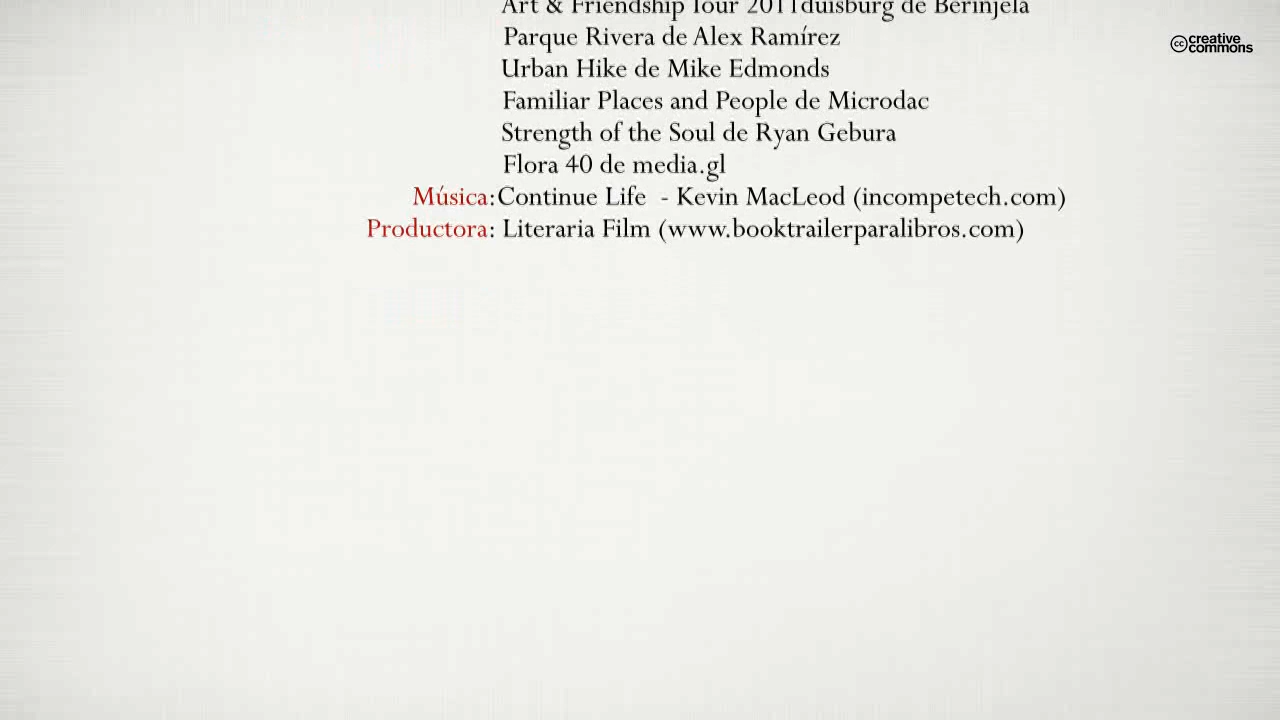 Art & Friendship Tour 2011duisburg de Berinjela
Parque Rivera de Alex Ramírez
Urban Hike de Mike Edmonds
Familiar Places and People de Microdac
Strength of the Soul de Ryan Gebura
Flora 40 de media.gl
Música:Continue Life - Kevin MacLeod (incompetech.com)
Productora: Literaria Film (www.booktrailerparalibros.com)
cc creative
commons